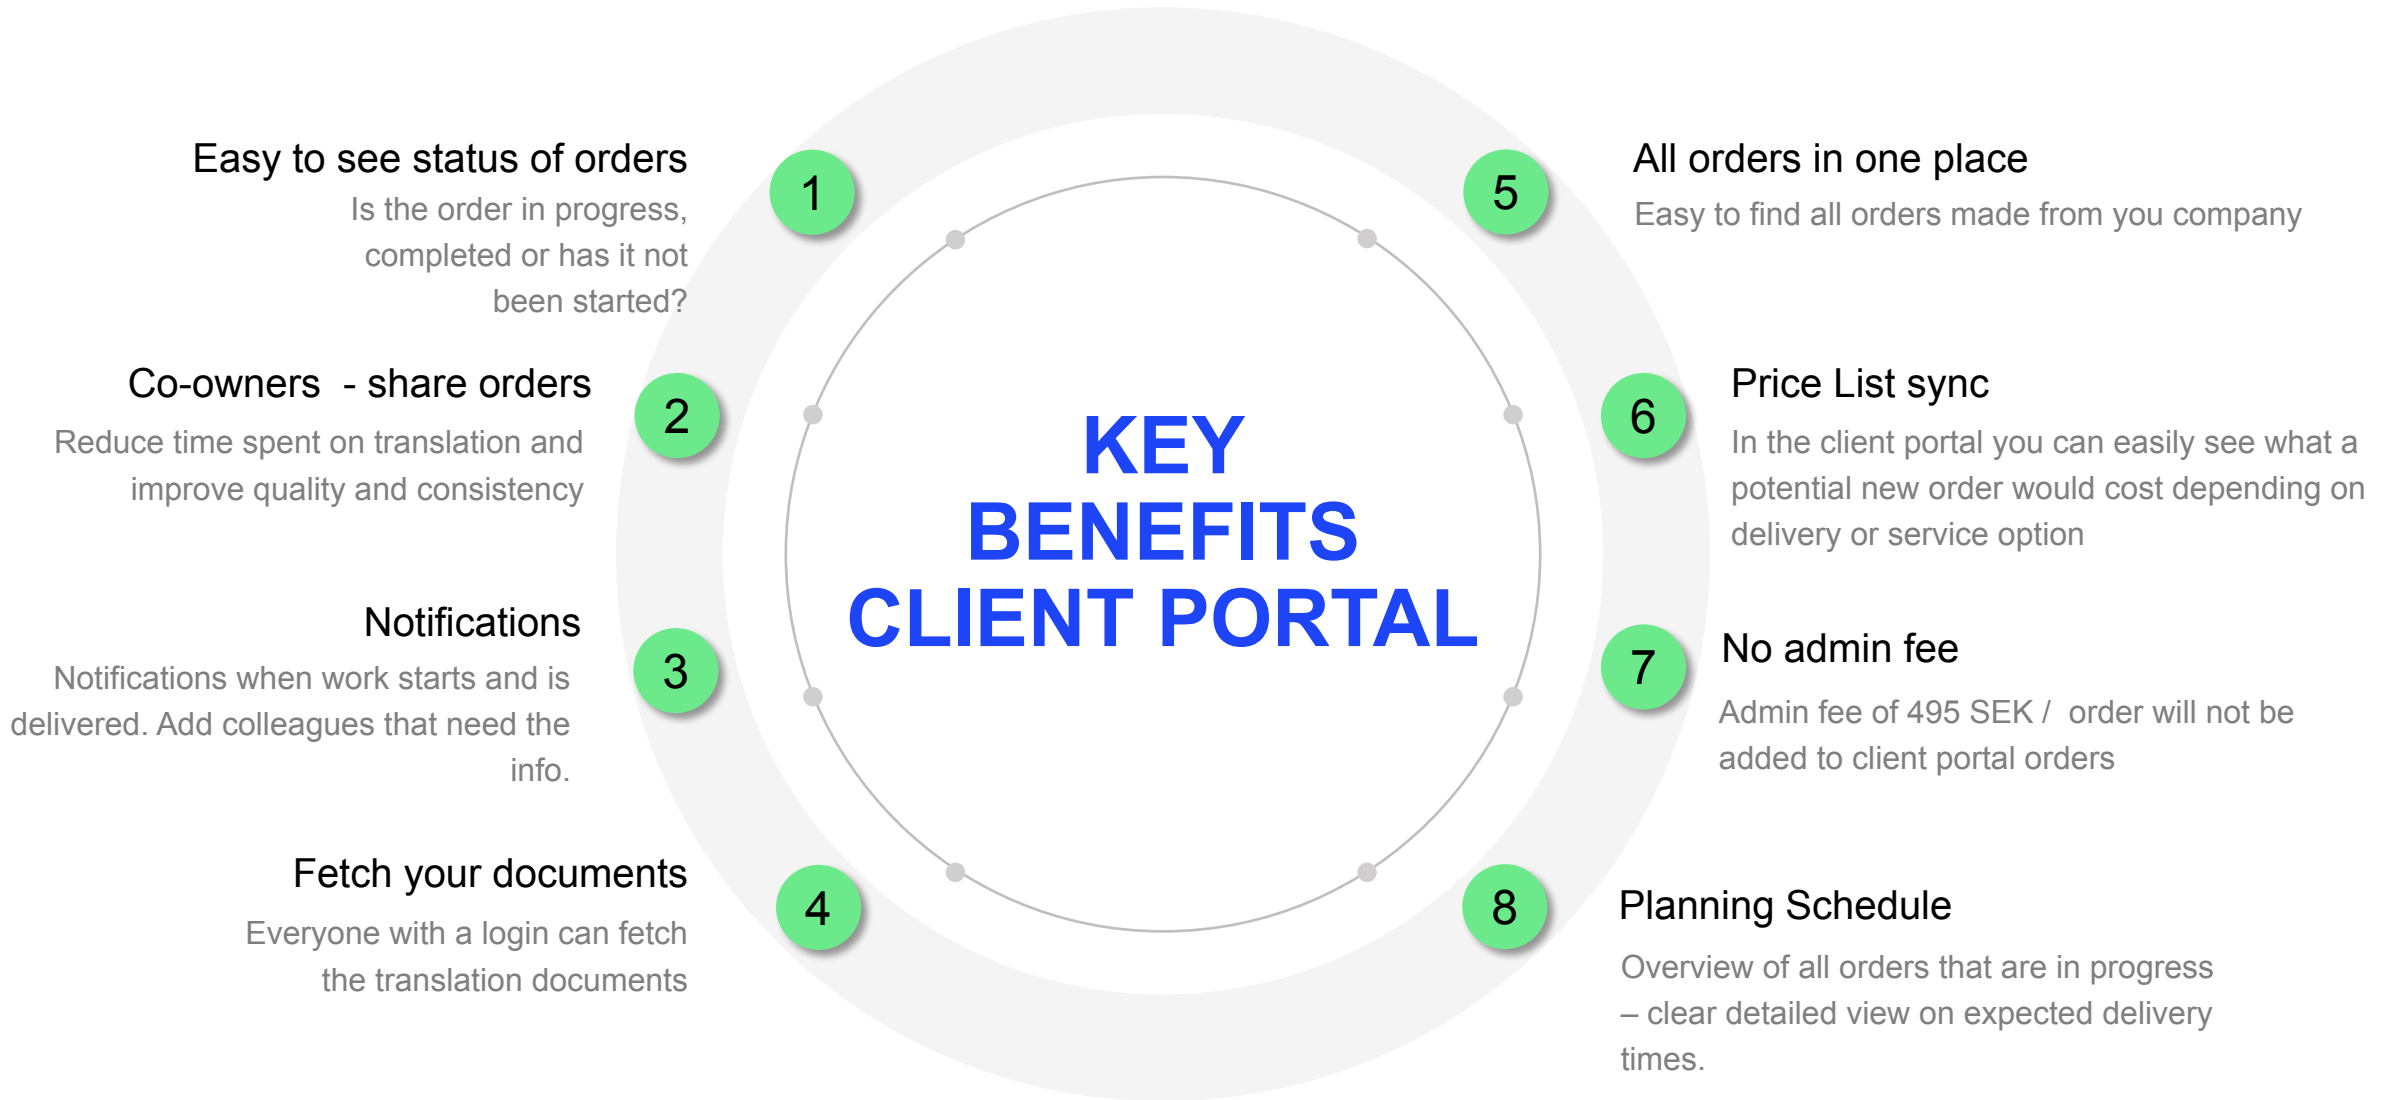 Easy to see status of orders
Is the order in progress,
completed or has it not
been started?
1
Co-owners  - share orders
Reduce time spent on translation and
improve quality and consistency
2
Notifications
Notifications when work starts and is
delivered. Add colleagues that need the
info.
3
Fetch your documents
Everyone with a login can fetch
the translation documents
4
KEY
BENEFITS
CLIENT PORTAL
5
All orders in one place
Easy to find all orders made from you company
6
Price List sync
In the client portal you can easily see what a
potential new order would cost depending on
delivery or service option
7
No admin fee
Admin fee of 495 SEK /  order will not be
added to client portal orders
8
Planning Schedule
Overview of all orders that are in progress
– clear detailed view on expected delivery
times.